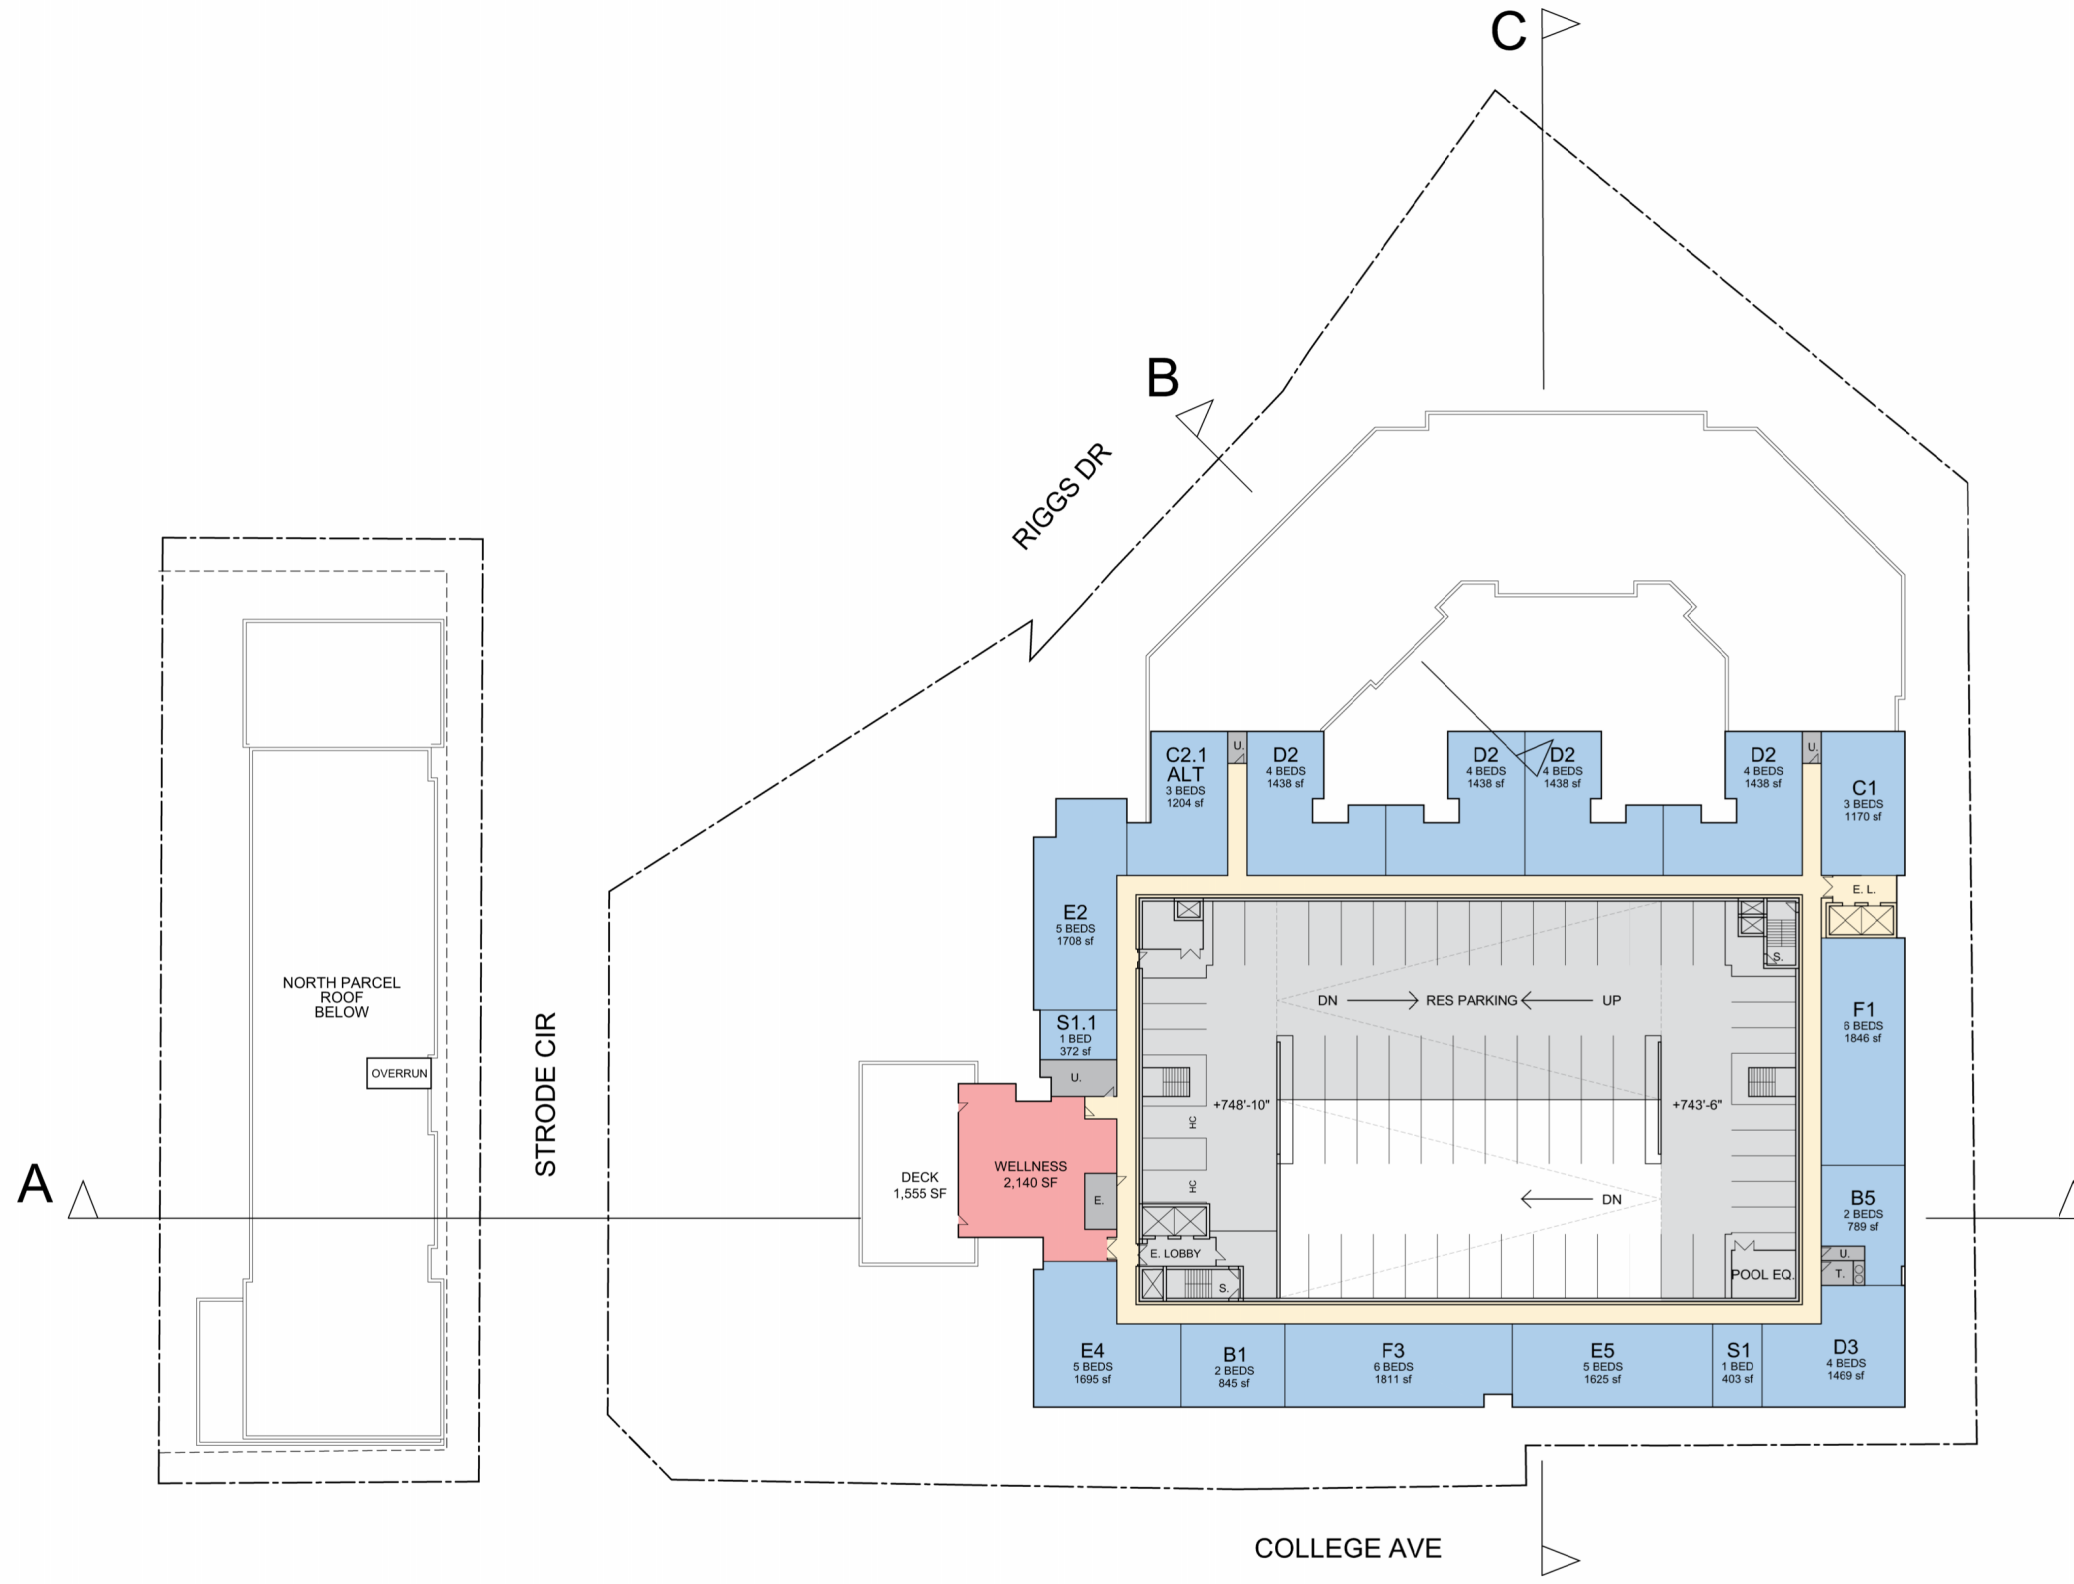 C
B
RIGGS DR
C2.1
ALT
3 BEDS
1204 sf
U.
D2
4 BEDS
1438 sf
D2
4 BEDS
1438 sf
D2
4 BEDS
1438 sf
D2
4 BEDS
1438 sf
U.
C1
3 BEDS
1170 sf
E. L.
E2
5 BEDS
1708 sf
S.
NORTH PARCEL
ROOF
BELOW
OVERRUN
STRODE CIR
DN
RES PARKING
UP
F1
6 BEDS
1846 sf
S1.1
1 BED
372 sf
U.
+748'-10"
+743'-6"
HC
HC
A
DECK
1,555 SF
WELLNESS
2,140 SF
E.
DN
B5
2 BEDS
789 sf
E. LOBBY
U.
T.
S.
POOL EQ.
E4
5 BEDS
1695 sf
B1
2 BEDS
845 sf
F3
6 BEDS
1811 sf
E5
5 BEDS
1625 sf
S1
1 BED
403 sf
D3
4 BEDS
1469 sf
COLLEGE AVE